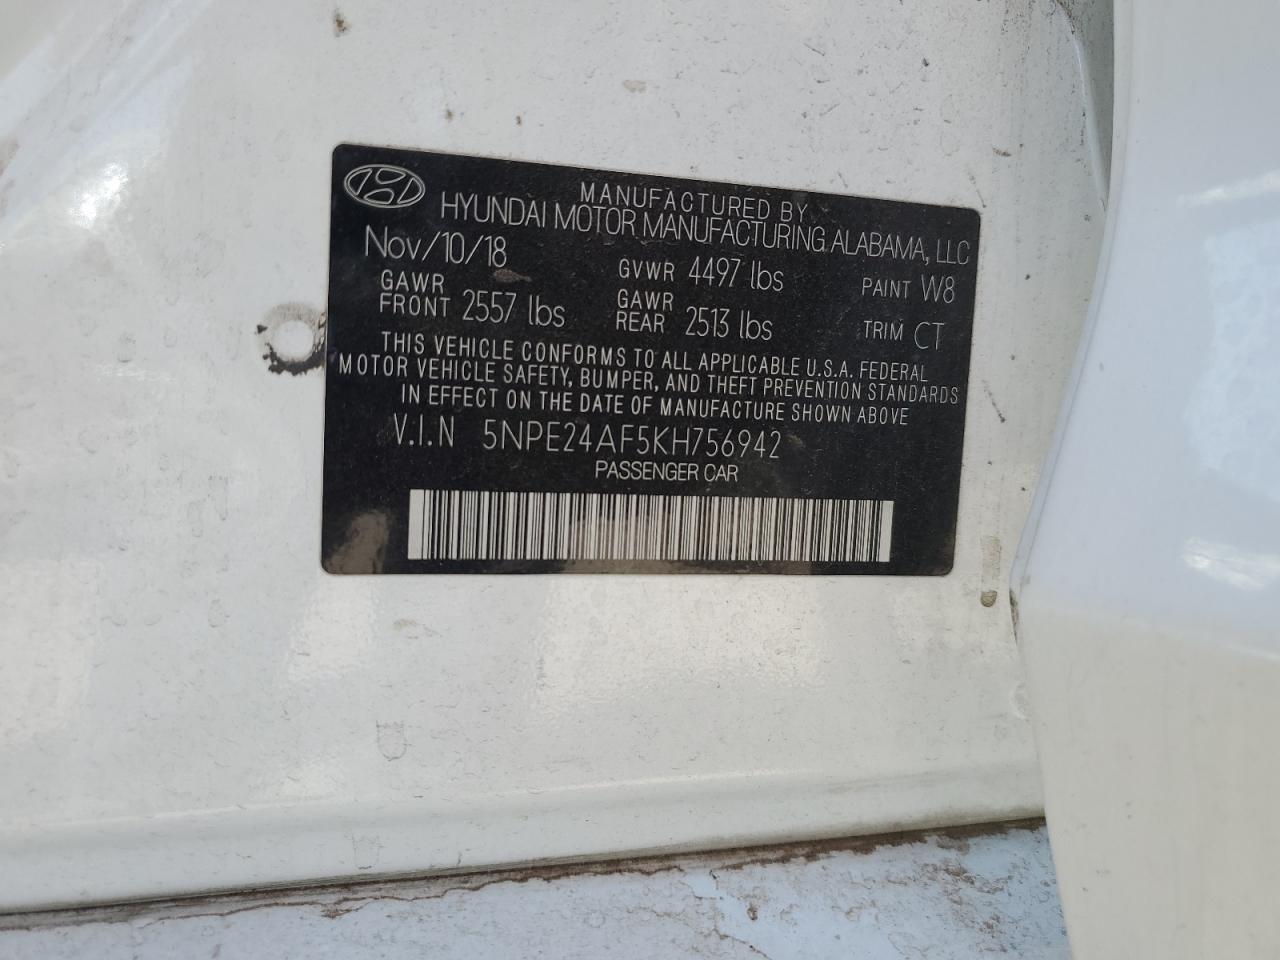 MANUFACTURED BY
HYUNDAI MOTOR MANUFACTURING ALABAMA, LLC
Nov/10/18 GVWR 4497 lbs PAINT W8
GAWR FRONT 2557 lbs GAWR REAR 2513 lbs TRIM CT
THIS VEHICLE CONFORMS TO ALL APPLICABLE U.S.A. FEDERAL
MOTOR VEHICLE SAFETY, BUMPER, AND THEFT PREVENTION STANDARDS
IN EFFECT ON THE DATE OF MANUFACTURE SHOWN ABOVE
V.I.N 5NPE24AF5KH756942
PASSENGER CAR